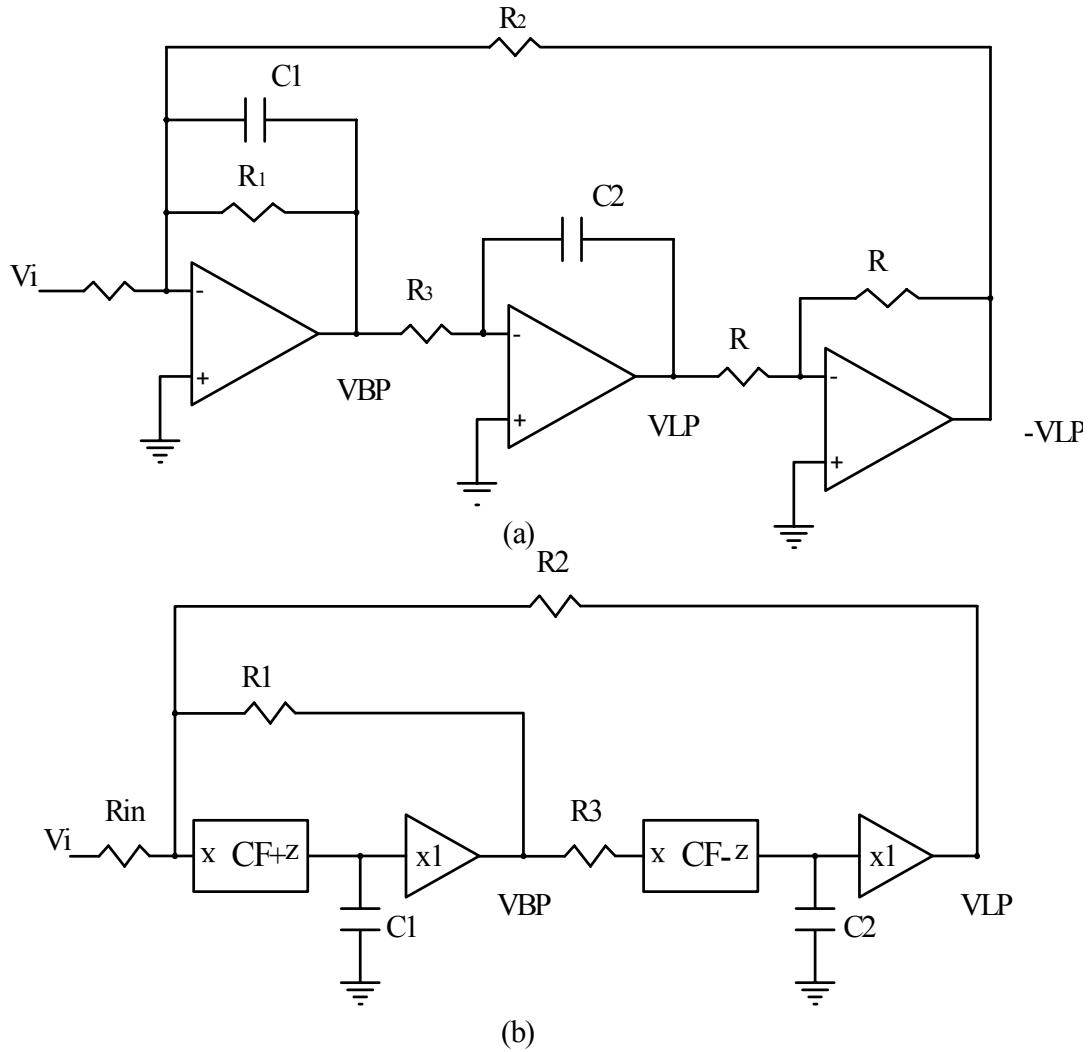 R2
C1
R1
C2
Vi
-
+
R3
VBP
-
+
VLP
R
R
-
+
-VLP
(a)
R2
R1
Rin
Vi
x CF+ z
x1
VBP
C1
R3
x CF- z
x1
VLP
C2
(b)